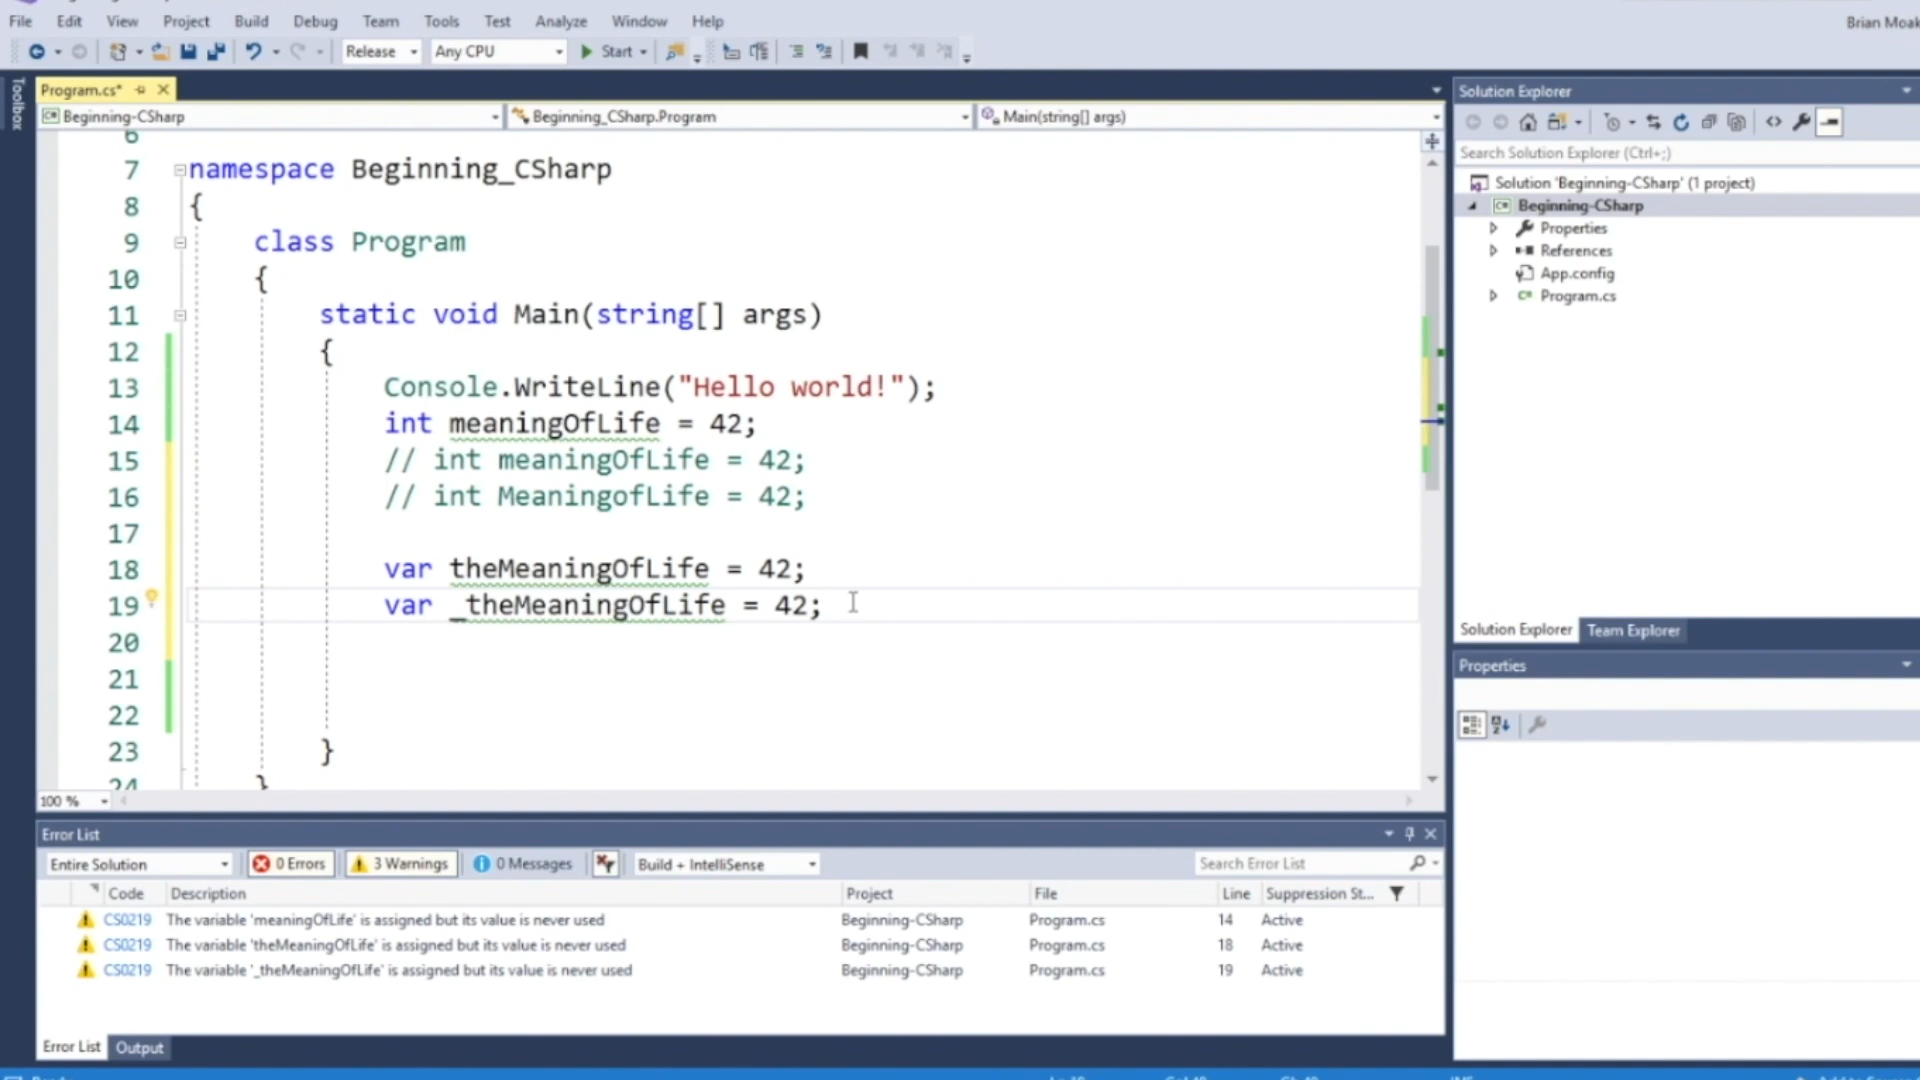 File Edit View Project Build Debug Team Tools Test Analyze Window Help
Release Any CPU Start
Toolbox
Program.cs*
Beginning-CSharp Beginning_CSharp.Program Main(string[] args)
6
7 namespace Beginning_CSharp
8 {
9 class Program
10 {
11 static void Main(string[] args)
12 {
13 Console.WriteLine("Hello world!");
14 int meaningOfLife = 42;
15 // int meaningOfLife = 42;
16 // int MeaningofLife = 42;
17
18 var theMeaningOfLife = 42;
19 var _theMeaningOfLife = 42;
20
21
22
23 }
24 }
100 %
Error List
Entire Solution 0 Errors 3 Warnings 0 Messages Build + IntelliSense Search Error List
Code Description Project File Line Suppression St...
CS0219 The variable 'meaningOfLife' is assigned but its value is never used Beginning-CSharp Program.cs 14 Active
CS0219 The variable 'theMeaningOfLife' is assigned but its value is never used Beginning-CSharp Program.cs 18 Active
CS0219 The variable '_theMeaningOfLife' is assigned but its value is never used Beginning-CSharp Program.cs 19 Active
Error List Output
Brian
Solution Explorer
Search Solution Explorer (Ctrl+;)
Solution 'Beginning-CSharp' (1 project)
Beginning-CSharp
Properties
References
App.config
Program.cs
Solution Explorer Team Explorer
Properties